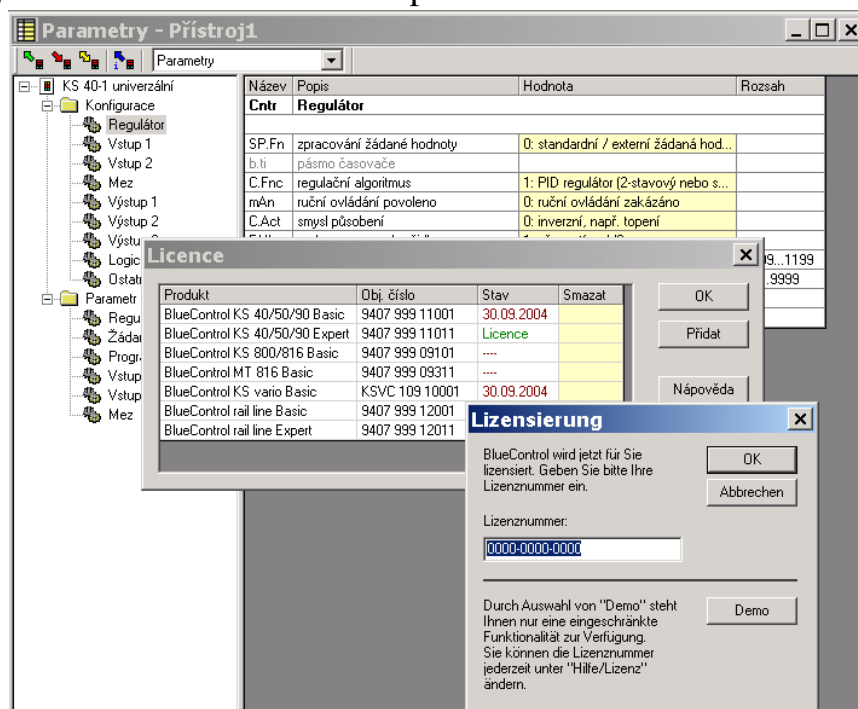 Parametry - Přístroj1
Parametry
KS 40-1 univerzální
Konfigurace
Regulátor
Vstup 1
Vstup 2
Mez
Výstup 1
Výstup 2
Logic
Parametr
Vstup
Vstup
Mez
Název Popis Hodnota Rozsah
Cntr Regulátor
SP.Fn zpracování žádané hodnoty 0: standardní / externí žádaná hod...
b.ti pásmo časovače
C.Fnc regulační algoritmus 1: PID regulátor (2-stavový nebo s...
mAn ruční ovládání povoleno 0: ruční ovládání zakázáno
C.Act smysl působení 0: inverzní, např. topení
9...1199
.9999
Licence
Produkt Obj. číslo Stav Smazat
BlueControl KS 40/50/90 Basic 9407 999 11001 30.09.2004
BlueControl KS 40/50/90 Expert 9407 999 11011 Licence
BlueControl KS 800/816 Basic 9407 999 09101 ----
BlueControl MT 816 Basic 9407 999 09311 ----
BlueControl KS vario Basic KSVC 109 10001 30.09.2004
BlueControl rail line Basic 9407 999 12001
BlueControl rail line Expert 9407 999 12011
OK
Přidat
Nápověda
Lizensierung
BlueControl wird jetzt für Sie
lizensiert. Geben Sie bitte Ihre
Lizenznummer ein.
OK
Abbrechen
Lizenznummer:
0000-0000-0000
Durch Auswahl von "Demo" steht
Ihnen nur eine eingeschränkte
Funktionalität zur Verfügung.
Sie können die Lizenznummer
jederzeit unter "Hilfe/Lizenz"
ändern.
Demo